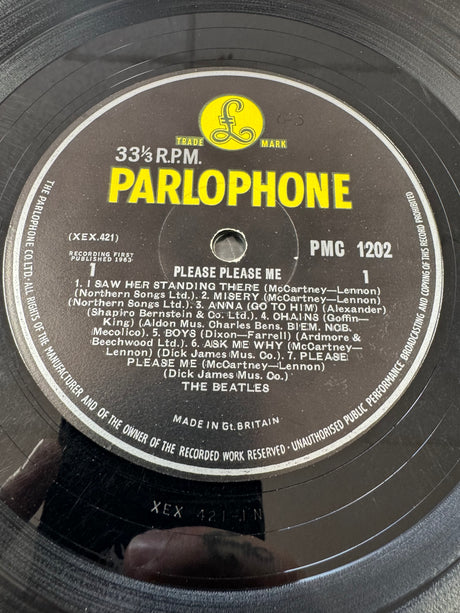 TRADE MARK
33⅓ R.P.M.
PARLOPHONE
(XEX.421)
PMC 1202
RECORDING FIRST
PUBLISHED 1963
1
PLEASE PLEASE ME
1
1. I SAW HER STANDING THERE (McCartney—Lennon)
(Northern Songs Ltd.) 2. MISERY (McCartney—Lennon)
(Northern Songs Ltd.) 3. ANNA (GO TO HIM) (Alexander)
(Shapiro Bernstein & Co. Ltd.) 4. CHAINS (Goffin—
King) (Aldon Mus. Charles Bens. BIEM. NCB.
Mecolico). 5. BOYS (Dixon—Farrell) (Ardmore &
Beechwood Ltd.) 6. ASK ME WHY (McCartney—
Lennon) (Dick James Mus. Co.) 7. PLEASE
PLEASE ME (McCartney—Lennon)
(Dick James Mus. Co.)
THE BEATLES
MADE IN Gt. BRITAIN
THE PARLOPHONE CO. LTD. ALL RIGHTS OF THE MANUFACTURER AND OF THE OWNER OF THE RECORDED WORK RESERVED · UNAUTHORISED PUBLIC PERFORMANCE BROADCASTING AND COPYING OF THIS RECORD PROHIBITED
XEX 421-1N